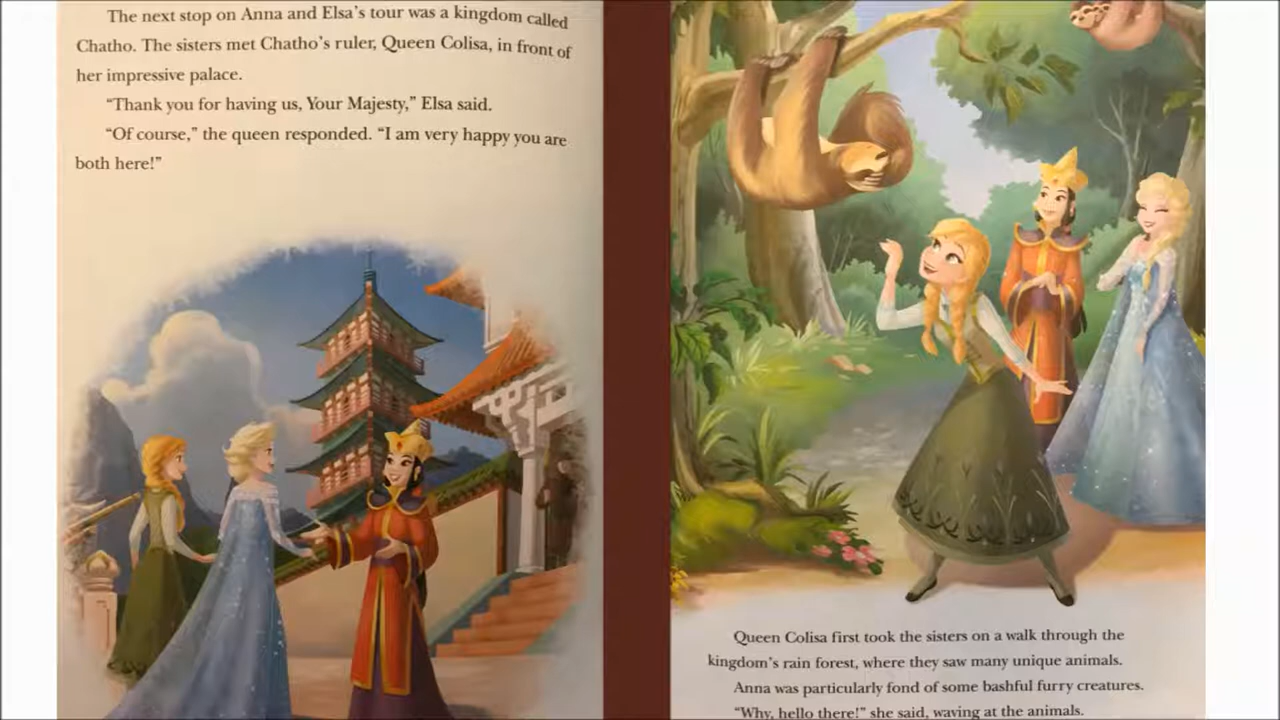 The next stop on Anna and Elsa's tour was a kingdom called
Chatho. The sisters met Chatho's ruler, Queen Colisa, in front of
her impressive palace.
“Thank you for having us, Your Majesty,” Elsa said.
“Of course,” the queen responded. “I am very happy you are
both here!”
Queen Colisa first took the sisters on a walk through the
kingdom's rain forest, where they saw many unique animals.
Anna was particularly fond of some bashful furry creatures.
“Why, hello there!” she said, waving at the animals.